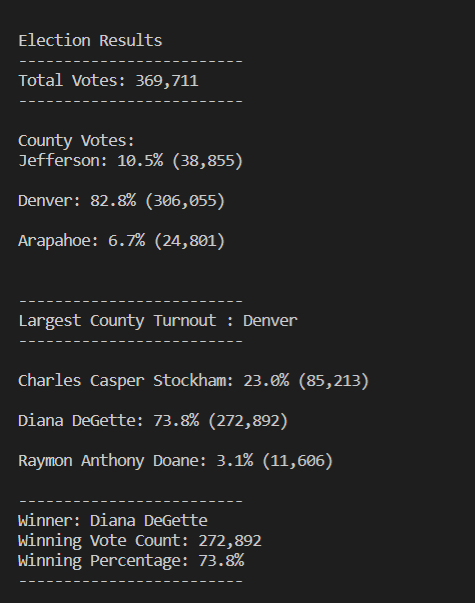 Election Results
-------------------------
Total Votes: 369,711
-------------------------
County Votes:
Jefferson: 10.5% (38,855)
Denver: 82.8% (306,055)
Arapahoe: 6.7% (24,801)
-------------------------
Largest County Turnout : Denver
-------------------------
Charles Casper Stockham: 23.0% (85,213)
Diana DeGette: 73.8% (272,892)
Raymon Anthony Doane: 3.1% (11,606)
-------------------------
Winner: Diana DeGette
Winning Vote Count: 272,892
Winning Percentage: 73.8%
-------------------------